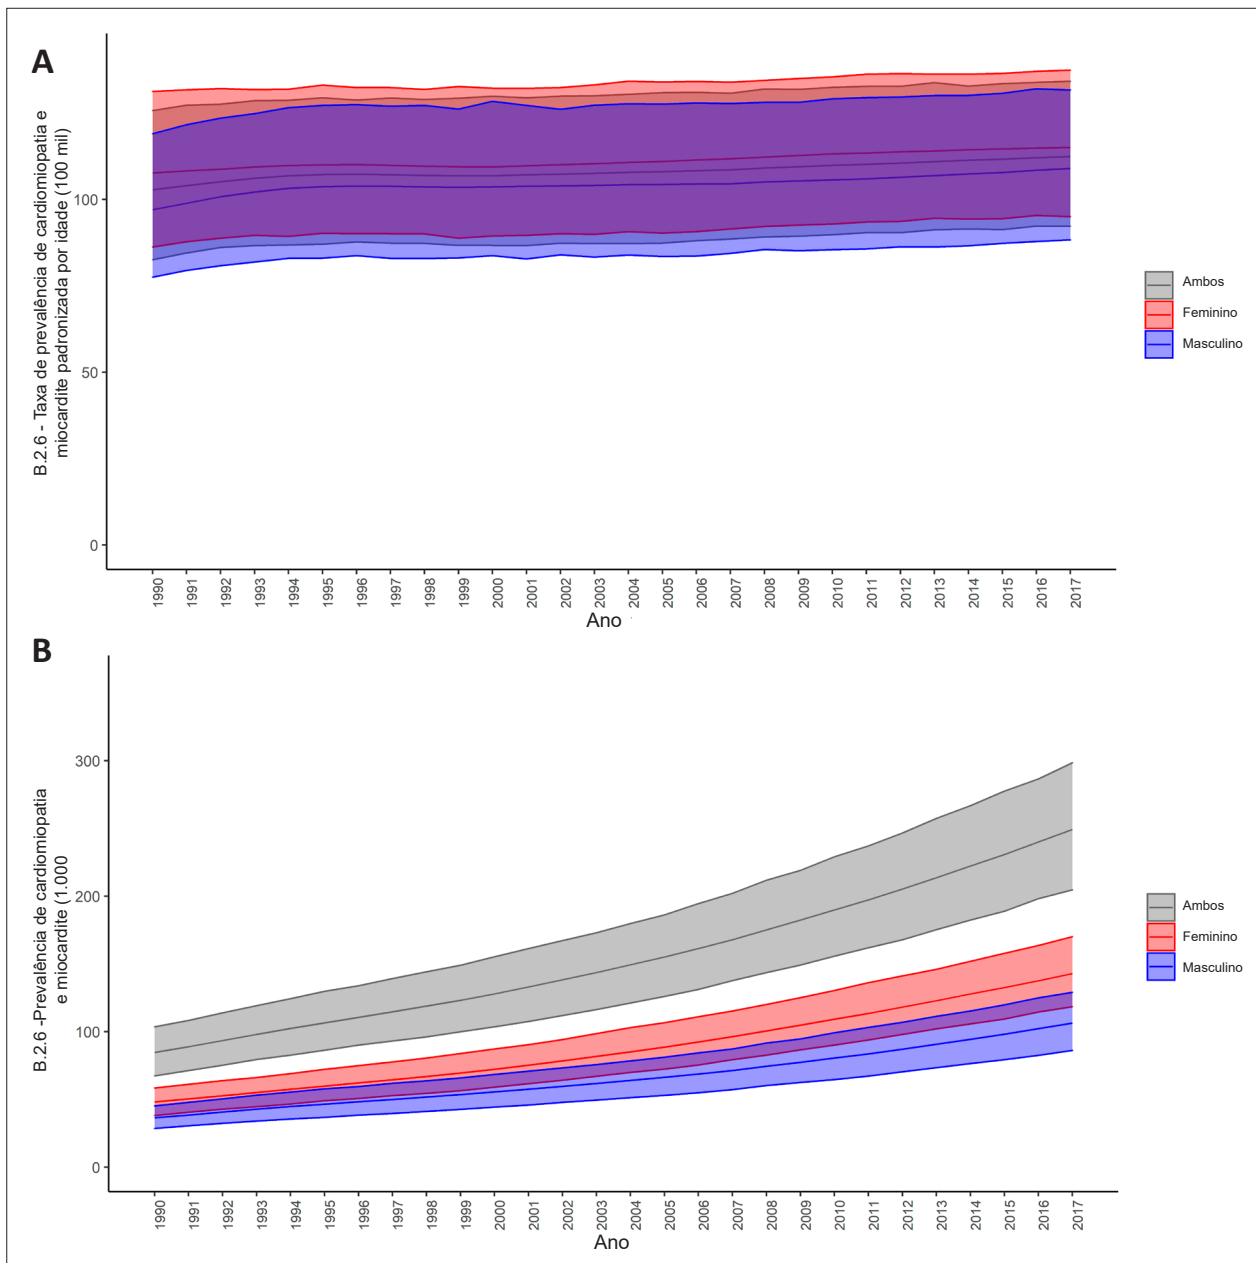 A
B.2.6 - Taxa de prevalência de cardiomiopatia e
miocardite padronizada por idade (100 mil)
100
50
0
1990 1991 1992 1993 1994 1995 1996 1997 1998 1999 2000 2001 2002 2003 2004 2005 2006 2007 2008 2009 2010 2011 2012 2013 2014 2015 2016 2017
Ano
Ambos
Feminino
Masculino
B
B.2.6 -Prevalência de cardiomiopatia
e miocardite (1.000
300
200
100
0
1990 1991 1992 1993 1994 1995 1996 1997 1998 1999 2000 2001 2002 2003 2004 2005 2006 2007 2008 2009 2010 2011 2012 2013 2014 2015 2016 2017
Ano
Ambos
Feminino
Masculino